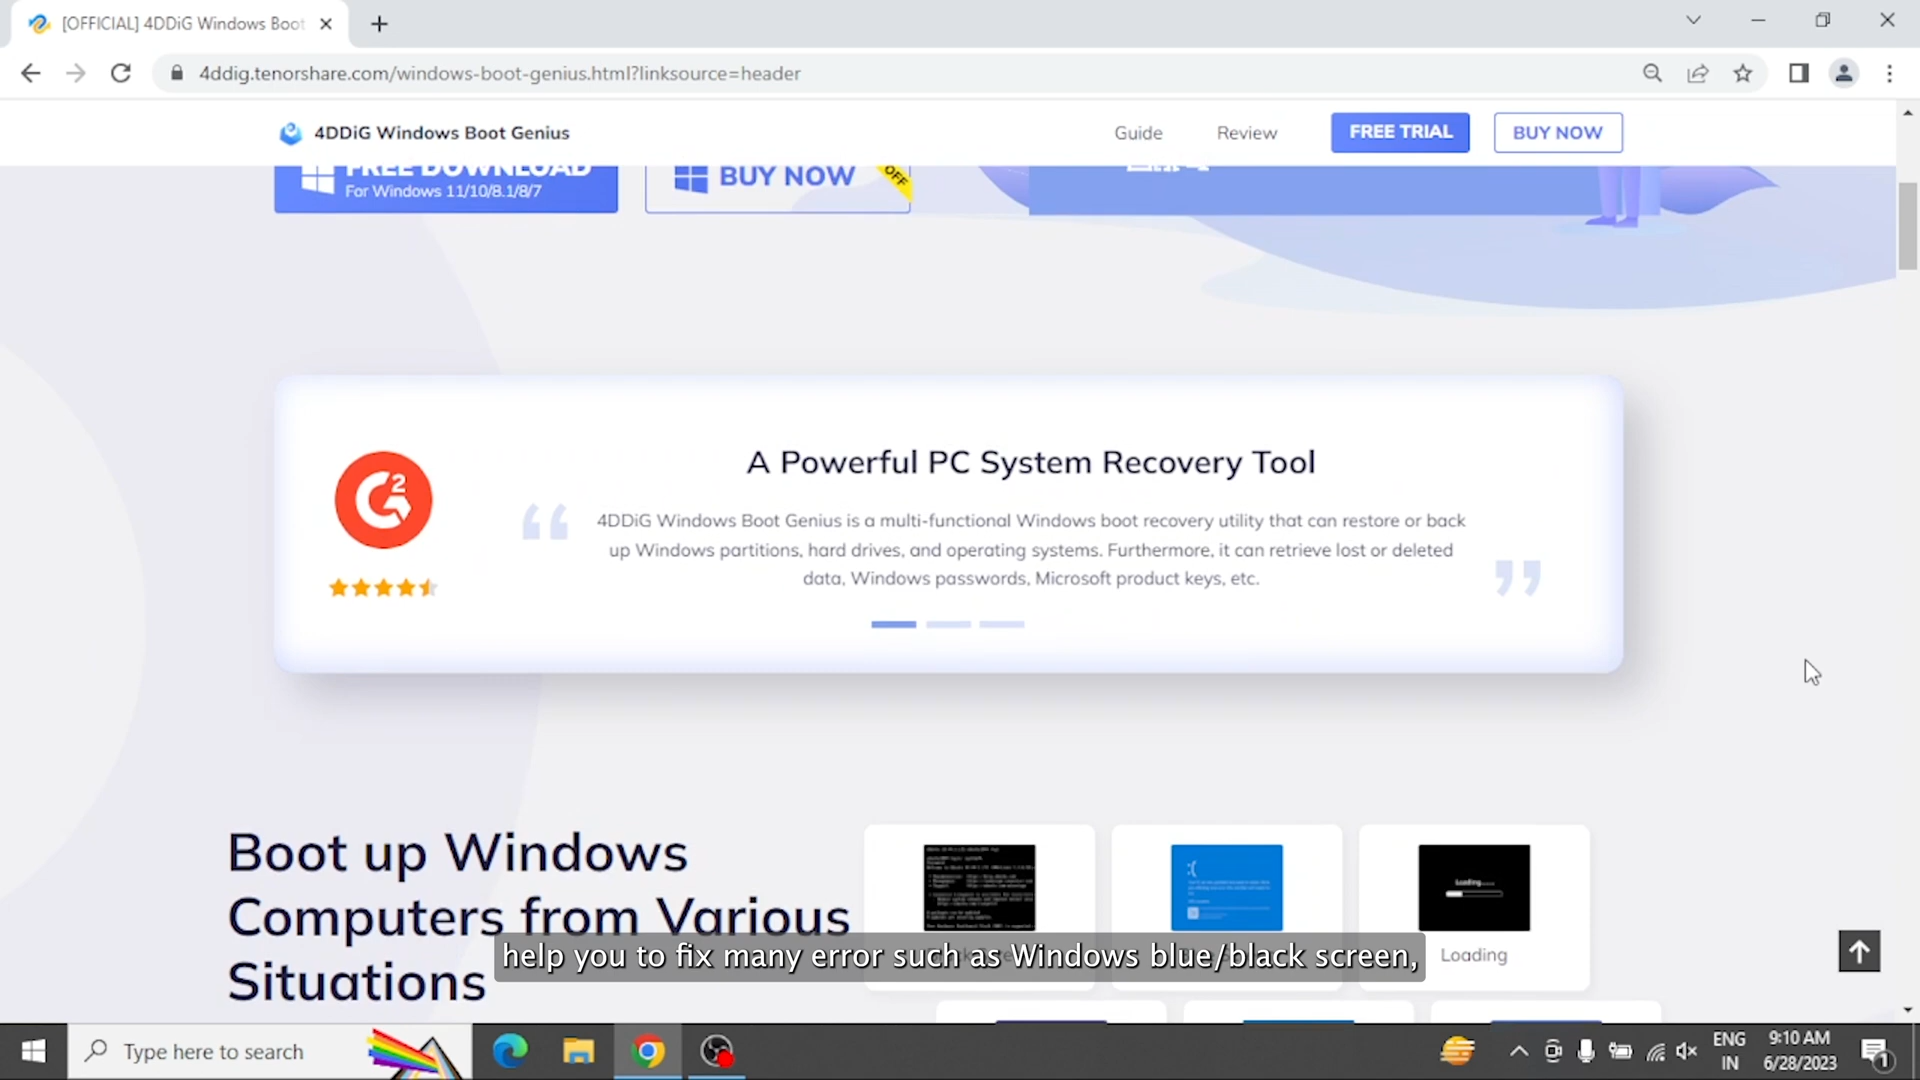 [OFFICIAL] 4DDiG Windows Boot
4ddig.tenorshare.com/windows-boot-genius.html?linksource=header
4DDiG Windows Boot Genius
Guide
Review
FREE TRIAL
BUY NOW
FREE DOWNLOAD
For Windows 11/10/8.1/8/7
BUY NOW
OFF
A Powerful PC System Recovery Tool
4DDiG Windows Boot Genius is a multi-functional Windows boot recovery utility that can restore or back
up Windows partitions, hard drives, and operating systems. Furthermore, it can retrieve lost or deleted
data, Windows passwords, Microsoft product keys, etc.
Boot up Windows
Computers from Various
Situations
Loading
help you to fix many error such as Windows blue/black screen,
Type here to search
ENG
IN
9:10 AM
6/28/2023
1